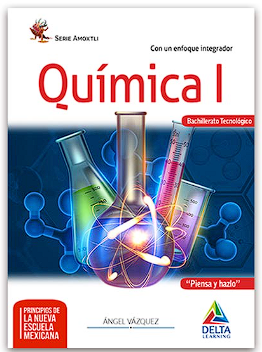 SERIE AMOXTLI
Con un enfoque integrador
Química I
Bachillerato Tecnológico
"Piensa y hazlo"
PRINCIPIOS DE
LA NUEVA
ESCUELA
MEXICANA
ÁNGEL VÁZQUEZ
DELTA
LEARNING